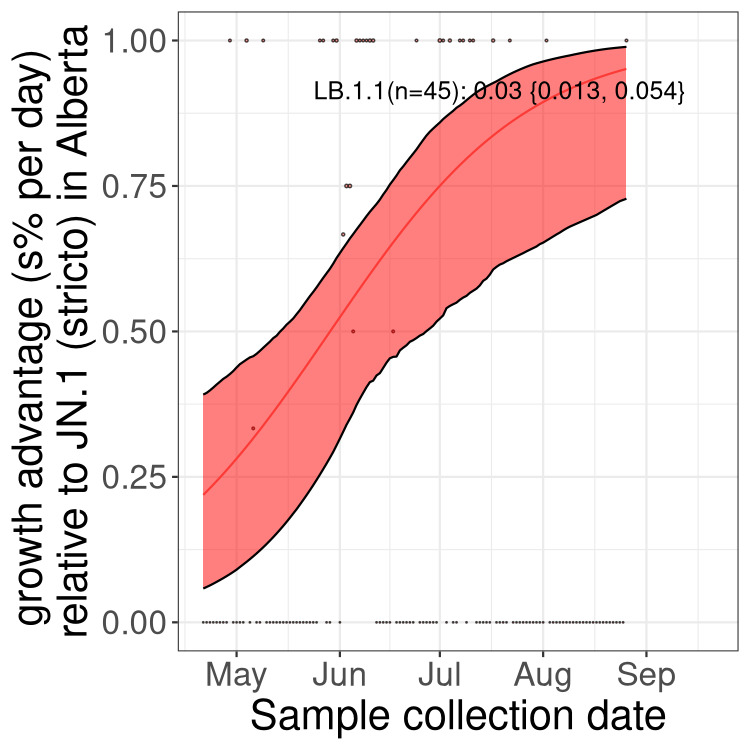 growth advantage (s% per day)
relative to JN.1 (stricto) in Alberta
1.00
0.75
0.50
0.25
0.00
LB.1.1(n=45): 0.03 {0.013, 0.054}
May Jun Jul Aug Sep
Sample collection date